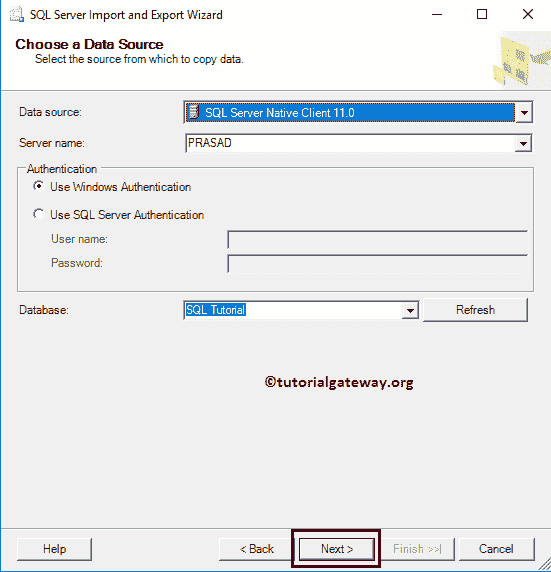 SQL Server Import and Export Wizard
Choose a Data Source
Select the source from which to copy data.
Data source:
SQL Server Native Client 11.0
Server name:
PRASAD
Authentication
Use Windows Authentication
Use SQL Server Authentication
User name:
Password:
Database:
SQL Tutorial
Refresh
©tutorialgateway.org
Help
< Back
Next >
Finish >>|
Cancel